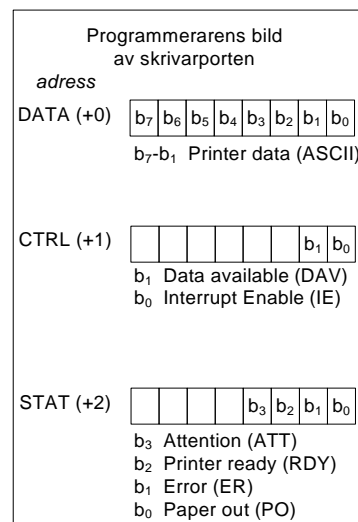 Programmerarens bild
av skrivarporten
adress
DATA (+0) b7 b6 b5 b4 b3 b2 b1 b0
b7-b1 Printer data (ASCII)
CTRL (+1) b1 b0
b1 Data available (DAV)
b0 Interrupt Enable (IE)
STAT (+2) b3 b2 b1 b0
b3 Attention (ATT)
b2 Printer ready (RDY)
b1 Error (ER)
b0 Paper out (PO)